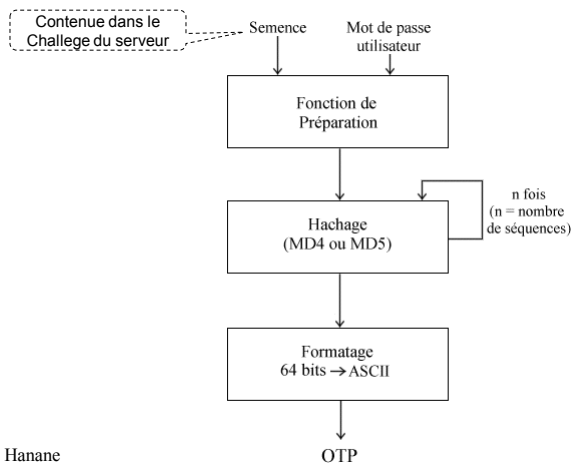 Contenue dans le
Challege du serveur
Semence
Mot de passe
utilisateur
Fonction de
Préparation
n fois
(n = nombre
de séquences)
Hachage
(MD4 ou MD5)
Formatage
64 bits → ASCII
Hanane
OTP